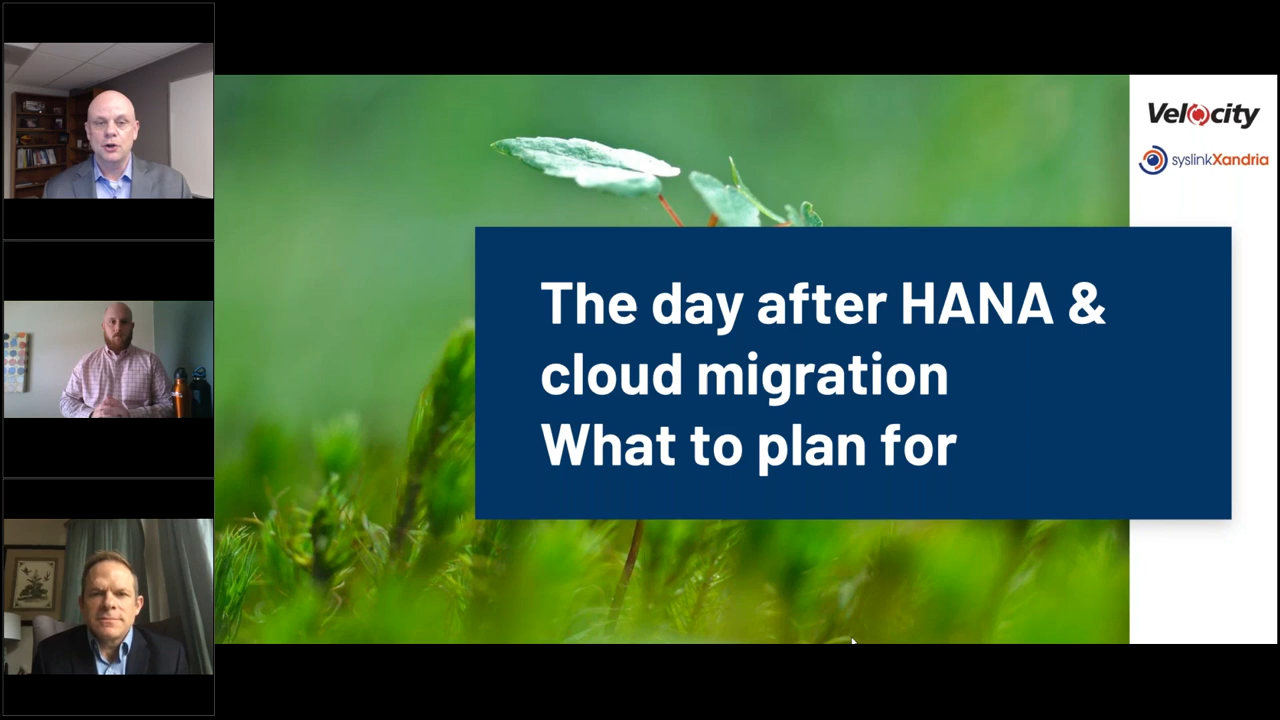 Velocity
syslinkXandria
The day after HANA &
cloud migration
What to plan for